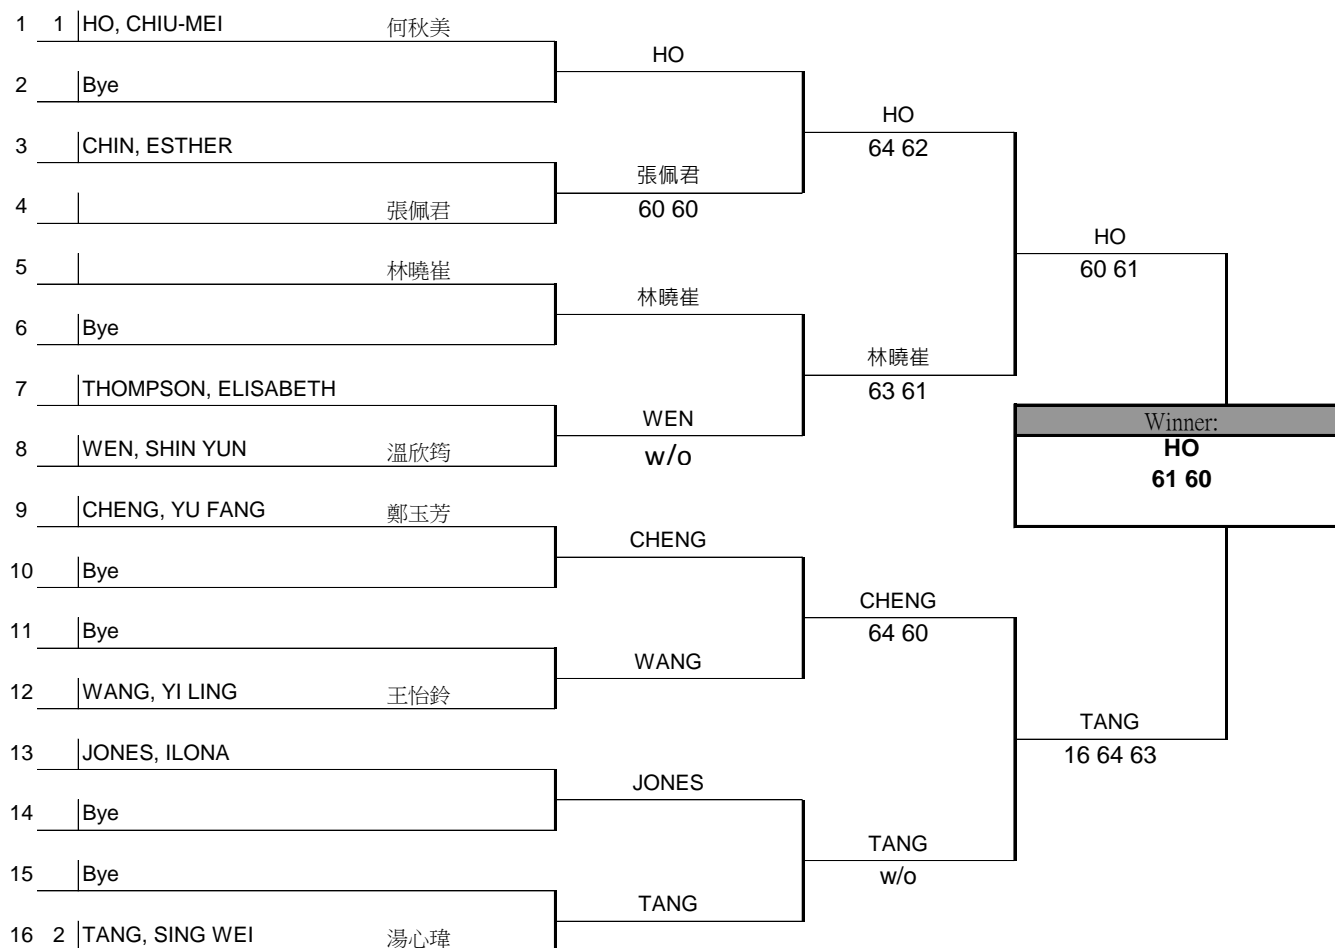 1 1 HO, CHIU-MEI 何秋美
HO
2 Bye
HO
64 62
3 CHIN, ESTHER
張佩君
60 60
4 張佩君
HO
60 61
5 林曉崔
林曉崔
6 Bye
林曉崔
63 61
7 THOMPSON, ELISABETH
WEN
w/o
8 WEN, SHIN YUN 溫欣筠
Winner:
HO
61 60
9 CHENG, YU FANG 鄭玉芳
CHENG
10 Bye
CHENG
64 60
11 Bye
WANG
12 WANG, YI LING 王怡鈴
TANG
16 64 63
13 JONES, ILONA
JONES
14 Bye
TANG
w/o
15 Bye
TANG
16 2 TANG, SING WEI 湯心瑋